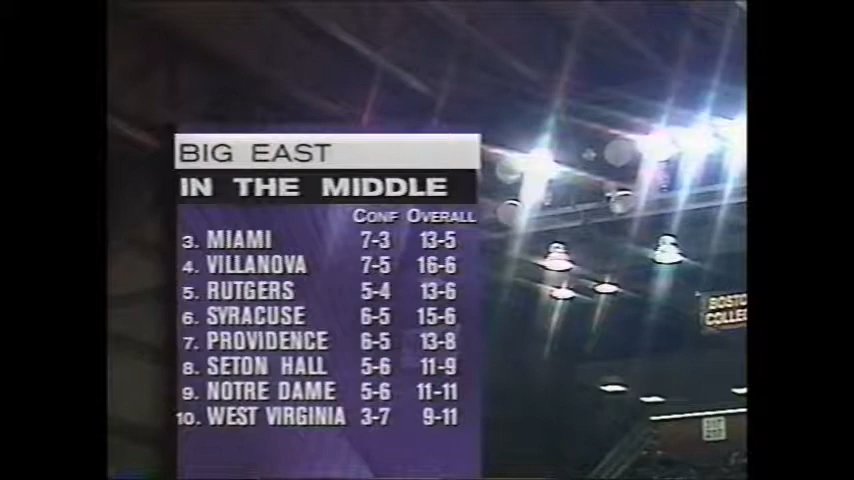 BIG EAST
IN THE MIDDLE
CONF OVERALL
3. MIAMI 7-3 13-5
4. VILLANOVA 7-5 16-6
5. RUTGERS 5-4 13-6
6. SYRACUSE 6-5 15-6
7. PROVIDENCE 6-5 13-8
8. SETON HALL 5-6 11-9
9. NOTRE DAME 5-6 11-11
10. WEST VIRGINIA 3-7 9-11
BOSTO
COLLEG